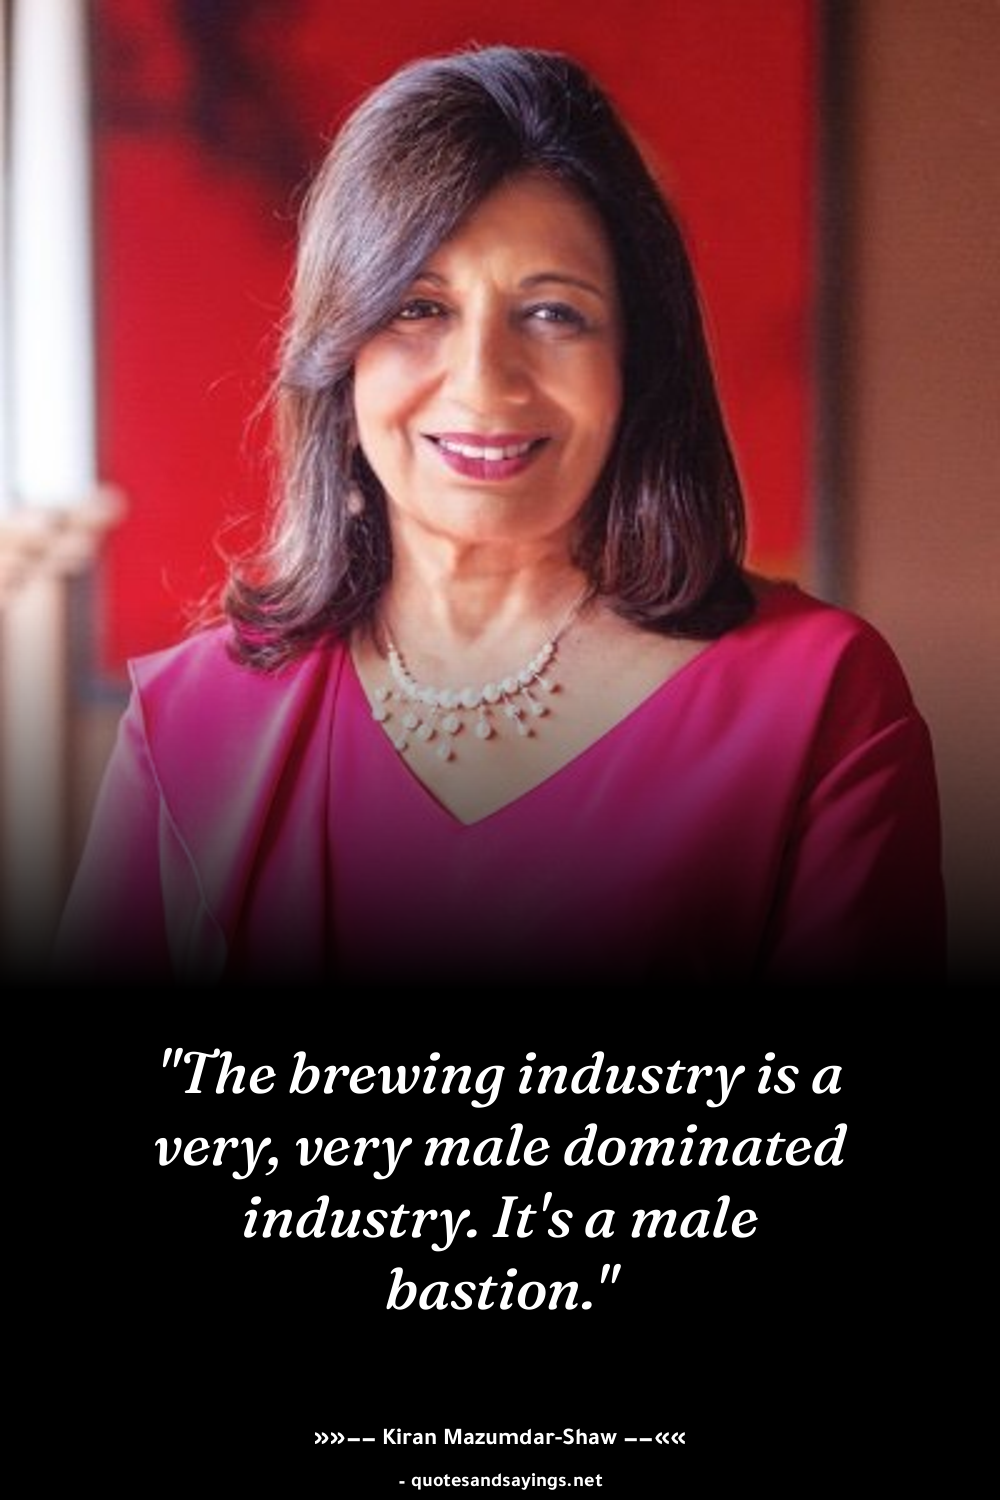 "The brewing industry is a
very, very male dominated
industry. It's a male
bastion."
»»−− Kiran Mazumdar-Shaw −−««
- quotesandsayings.net